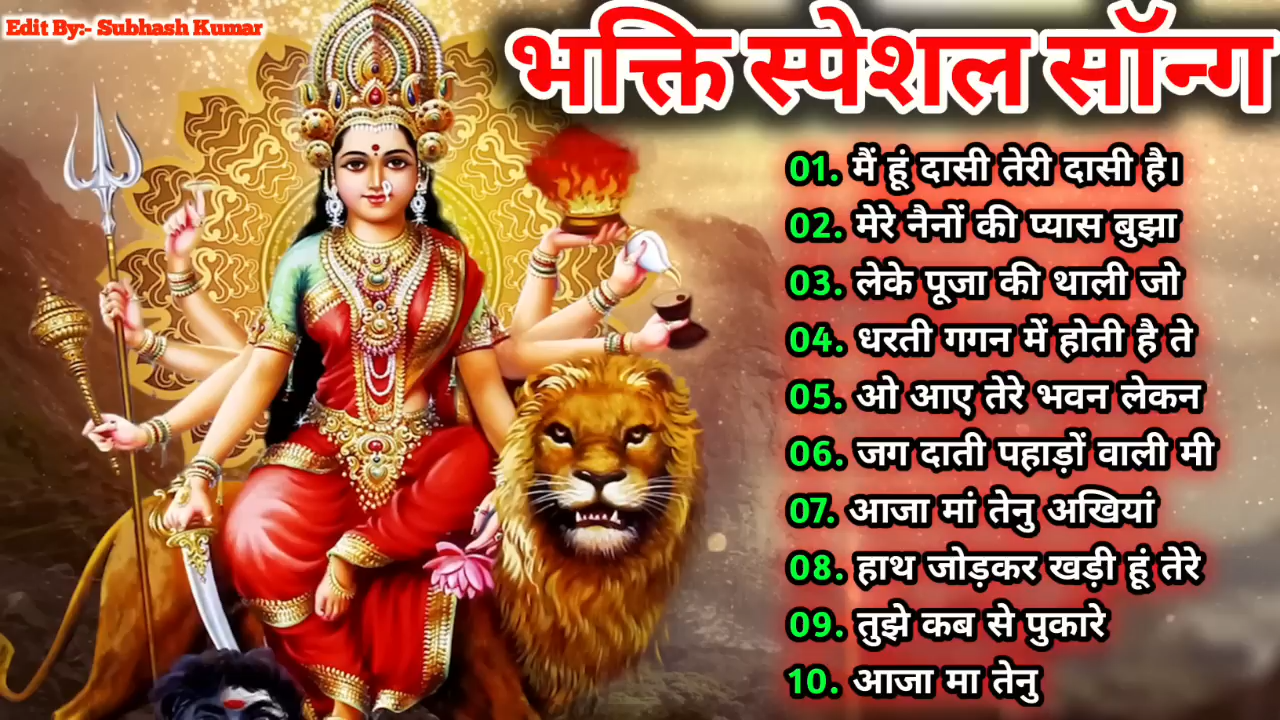 Edit By:- Subhash Kumar
भक्ति स्पेशल सॉन्ग
01. मैं हूं दासी तेरी दासी है।
02. मेरे नैनों की प्यास बुझा
03. लेके पूजा की थाली जो
04. धरती गगन में होती है ते
05. ओ आए तेरे भवन लेकन
06. जग दाती पहाड़ों वाली मी
07. आजा मां तेनु अखियां
08. हाथ जोड़कर खड़ी हूं तेरे
09. तुझे कब से पुकारे
10. आजा मा तेनु